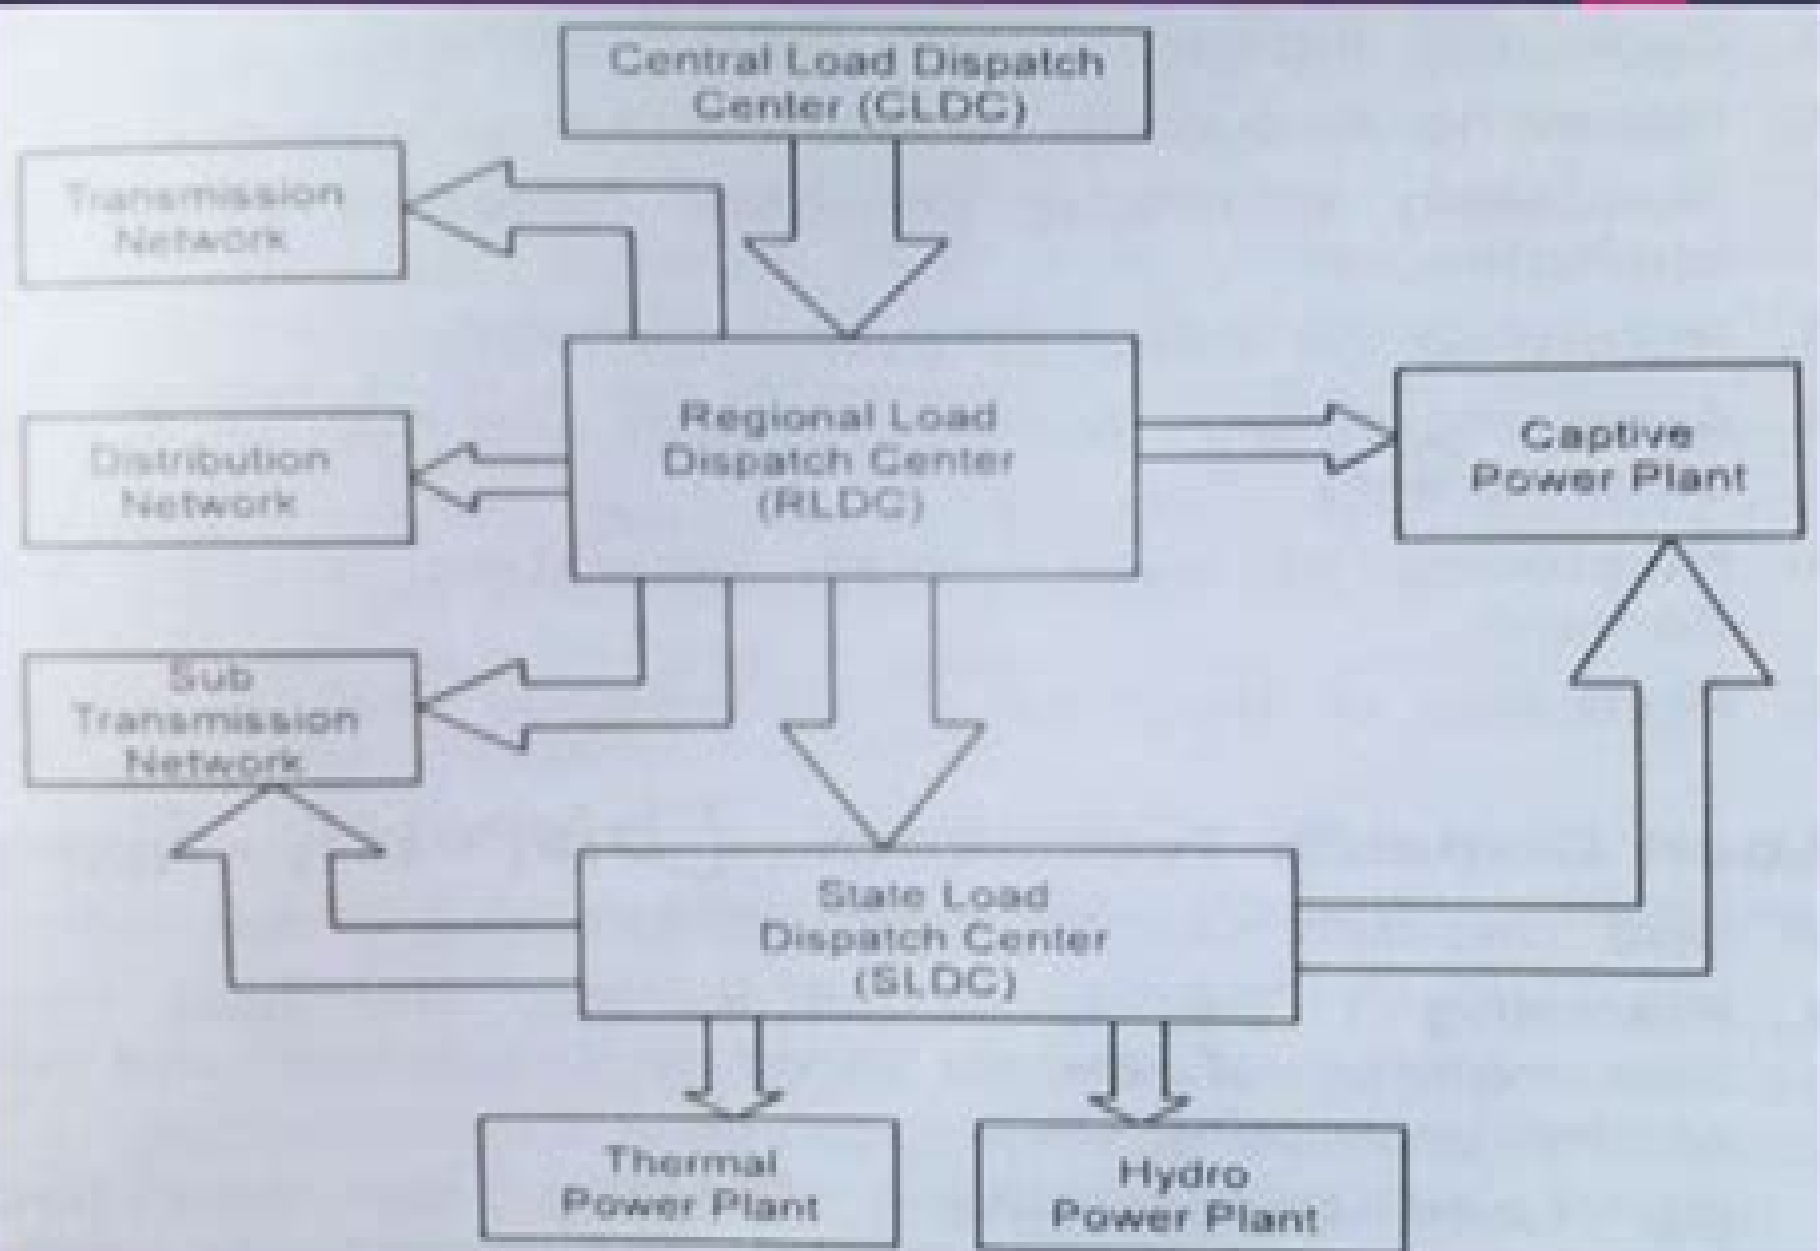 Central Load Dispatch
Center (CLDC)
Transmission
Network
Regional Load
Dispatch Center
(RLDC)
Captive
Power Plant
Distribution
Network
Sub
Transmission
Network
State Load
Dispatch Center
(SLDC)
Thermal
Power Plant
Hydro
Power Plant